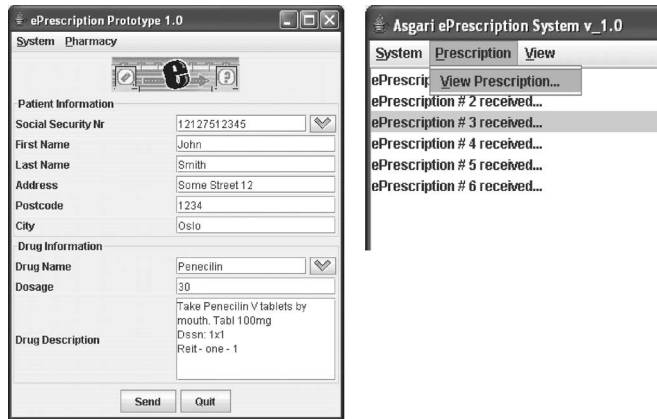 ePrescription Prototype 1.0
System Pharmacy
e
Patient Information
Social Security Nr 12127512345
First Name John
Last Name Smith
Address Some Street 12
Postcode 1234
City Oslo
Drug Information
Drug Name Penecilin
Dosage 30
Drug Description
Take Penecilin V tablets by
mouth. Tabl 100mg
Dssn: 1x1
Reit - one - 1
Send Quit
Asgari ePrescription System v_1.0
System Prescription View
ePrescrip
View Prescription...
ePrescription # 2 received...
ePrescription # 3 received...
ePrescription # 4 received...
ePrescription # 5 received...
ePrescription # 6 received...